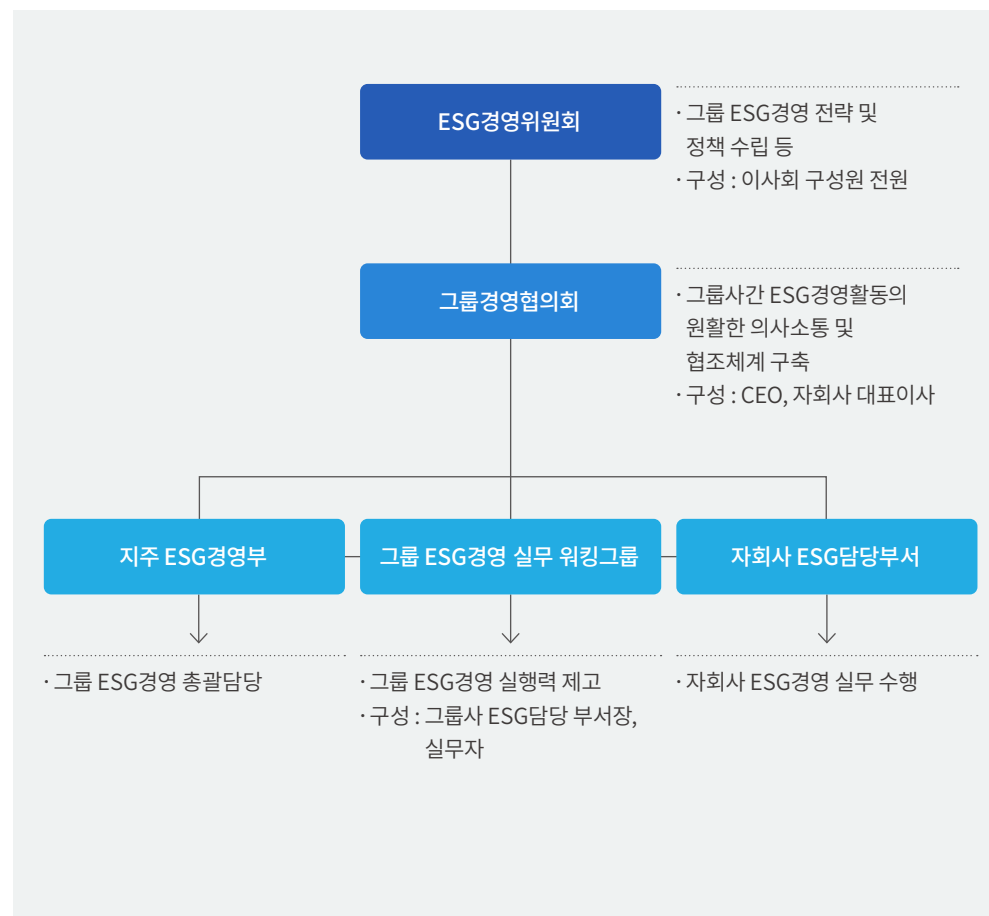 ESG경영위원회
· 그룹 ESG경영 전략 및
정책 수립 등
· 구성 : 이사회 구성원 전원
그룹경영협의회
· 그룹사간 ESG경영활동의
원활한 의사소통 및
협조체계 구축
· 구성 : CEO, 자회사 대표이사
지주 ESG경영부
그룹 ESG경영 실무 워킹그룹
자회사 ESG담당부서
· 그룹 ESG경영 총괄담당
· 그룹 ESG경영 실행력 제고
· 구성 : 그룹사 ESG담당 부서장,
실무자
· 자회사 ESG경영 실무 수행